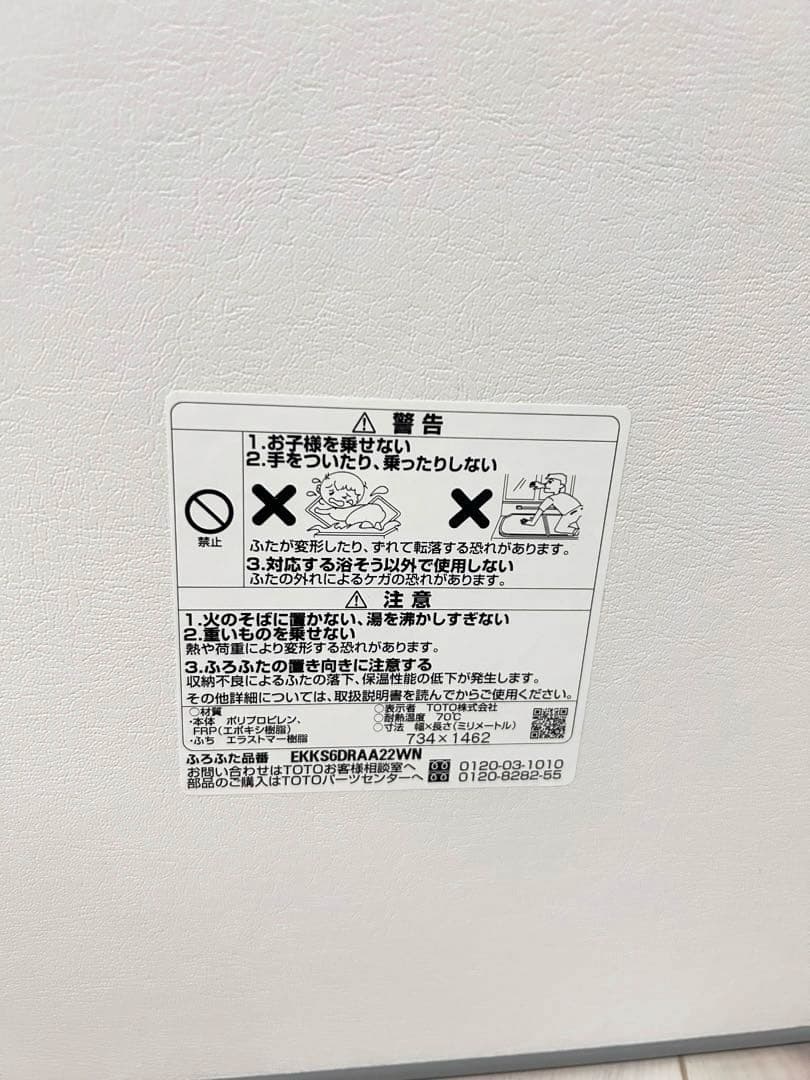 警告
1.お子様を乗せない
2.手をついたり、乗ったりしない
禁止
ふたが変形したり、ずれて転落する恐れがあります。
3.対応する浴そう以外で使用しない
ふたの外れによるケガの恐れがあります。
注意
1.火のそばに置かない、湯を沸かしすぎない
2.重いものを乗せない
熱や荷重により変形する恐れがあります。
3.ふろふたの置き向きに注意する
収納不良によるふたの落下、保温性能の低下が発生します。
その他詳細については、取扱説明書を読んでからご使用ください。
○材質
・本体 ポリプロピレン、
FRP(エポキシ樹脂)
・ふち エラストマー樹脂
○表示者 TOTO株式会社
○耐熱温度 70℃
○寸法 幅×長さ(ミリメートル)
734×1462
ふろふた品番 EKKS6DRAA22WN
お問い合わせはTOTOお客様相談室へ 0120-03-1010
部品のご購入はTOTOパーツセンターへ 0120-8282-55